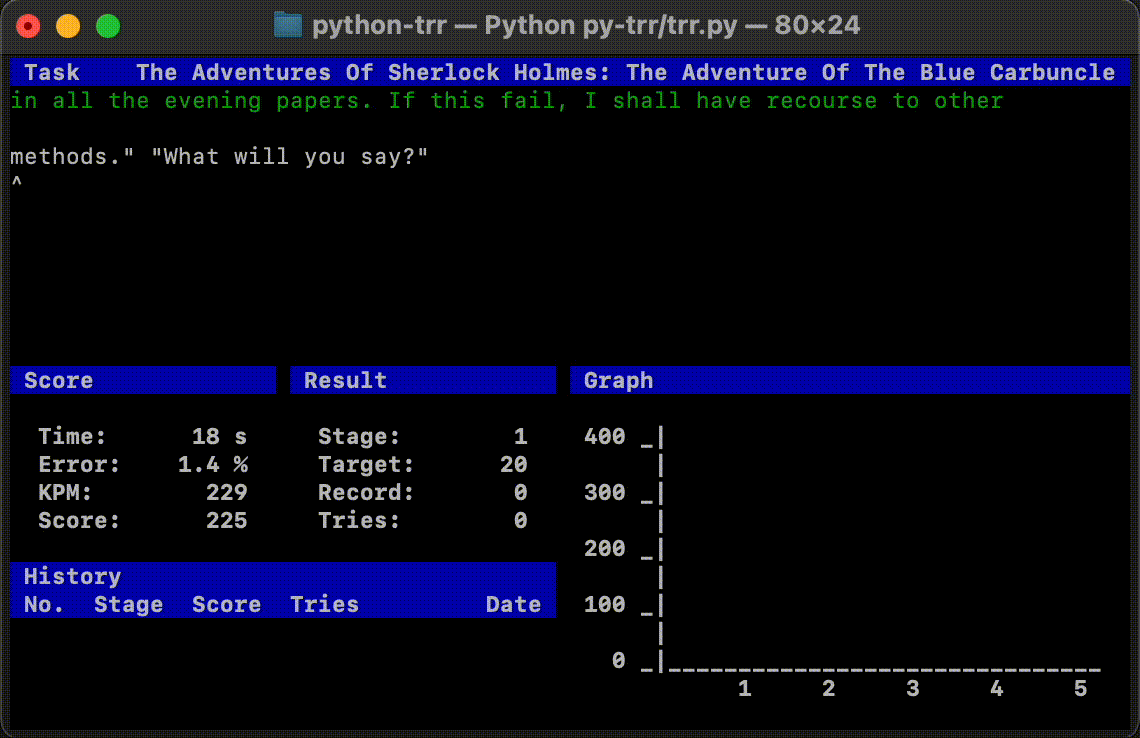 python-trr — Python py-trr/trr.py — 80×24
Task The Adventures Of Sherlock Holmes: The Adventure Of The Blue Carbuncle
in all the evening papers. If this fail, I shall have recourse to other
methods." "What will you say?"
^
Score Result Graph
Time: 18 s Stage: 1 400 _|
Error: 1.4 % Target: 20 |
KPM: 229 Record: 0 300 _|
Score: 225 Tries: 0 |
200 _|
History |
No. Stage Score Tries Date 100 _|
|
0 _|_______________________________
1 2 3 4 5